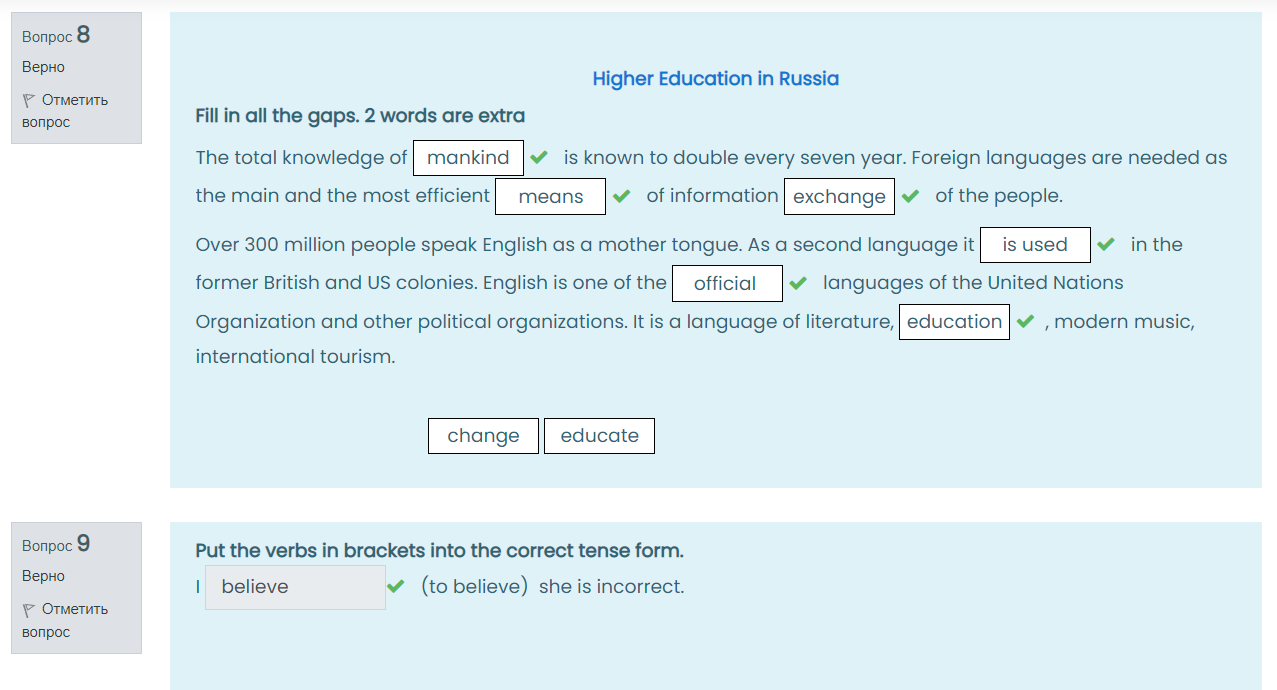 Вопрос 8
Верно
Отметить
вопрос
Higher Education in Russia
Fill in all the gaps. 2 words are extra
The total knowledge of mankind is known to double every seven year. Foreign languages are needed as
the main and the most efficient means of information exchange of the people.
Over 300 million people speak English as a mother tongue. As a second language it is used in the
former British and US colonies. English is one of the official languages of the United Nations
Organization and other political organizations. It is a language of literature, education , modern music,
international tourism.
change educate
Вопрос 9
Верно
Отметить
вопрос
Put the verbs in brackets into the correct tense form.
I believe (to believe) she is incorrect.